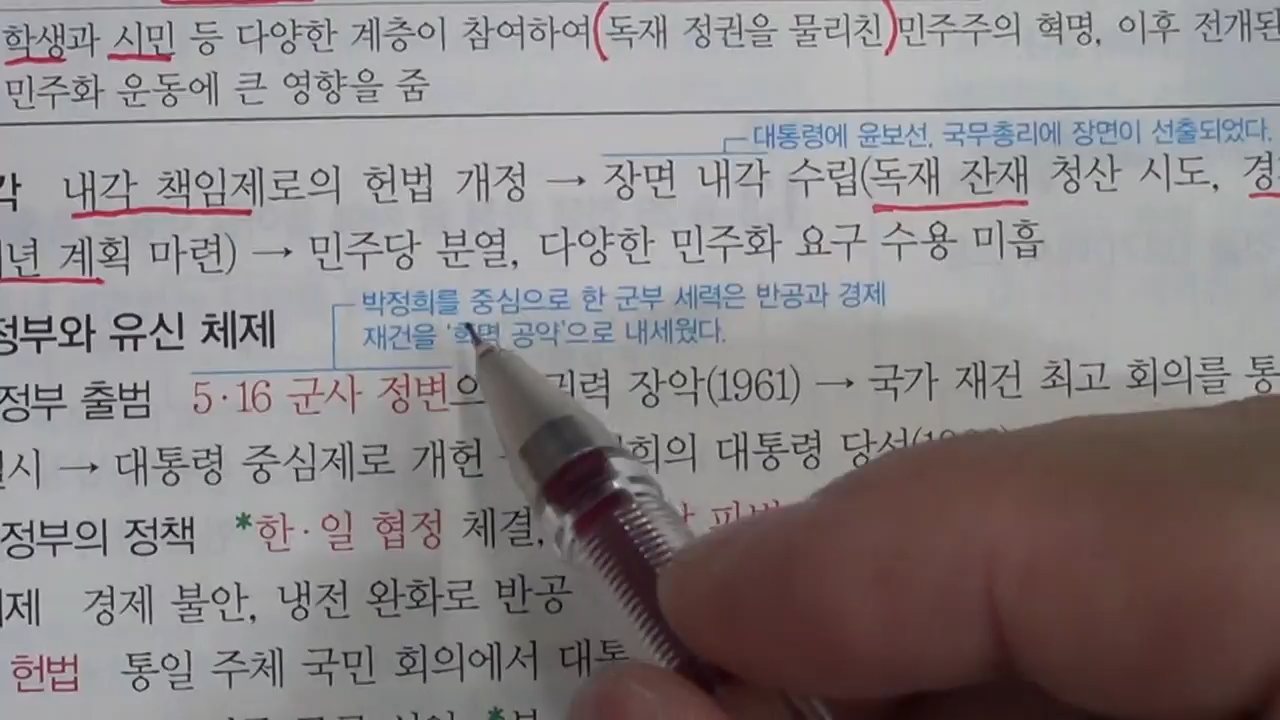 학생과 시민 등 다양한 계층이 참여하여(독재 정권을 물리친)민주주의 혁명, 이후 전개된
민주화 운동에 큰 영향을 줌
대통령에 윤보선, 국무총리에 장면이 선출되었다.
각 내각 책임제로의 헌법 개정 → 장면 내각 수립(독재 잔재 청산 시도, 경
년 계획 마련) → 민주당 분열, 다양한 민주화 요구 수용 미흡
박정희를 중심으로 한 군부 세력은 반공과 경제
재건을 '혁명 공약'으로 내세웠다.
정부와 유신 체제
정부 출범 5·16 군사 정변으 권력 장악(1961) → 국가 재건 최고 회의를 통
시 → 대통령 중심제로 개헌 희의 대통령 당선
정부의 정책 *한·일 협정 체결,
제 경제 불안, 냉전 완화로 반공
헌법 통일 주체 국민 회의에서 대통